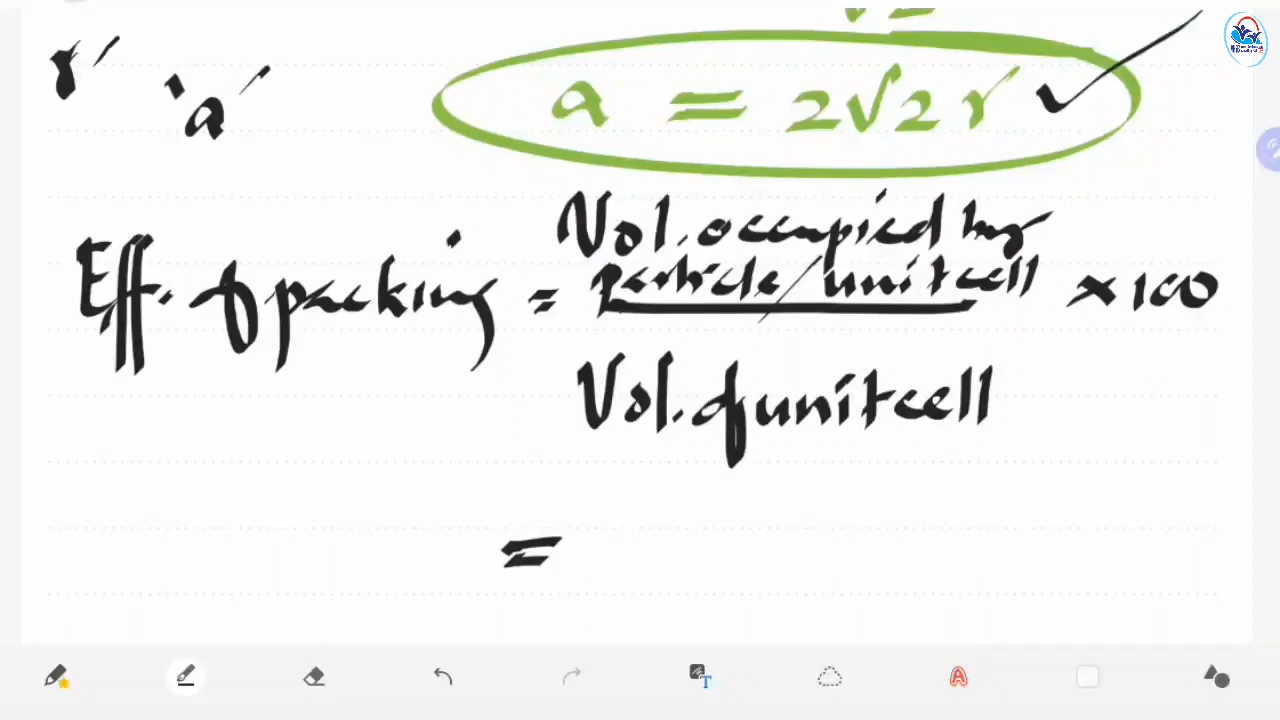 r' 'a'
a = 2√2 r
Eff. of packing = Vol. occupied by particle/unitcell × 100
Vol. of unitcell
=